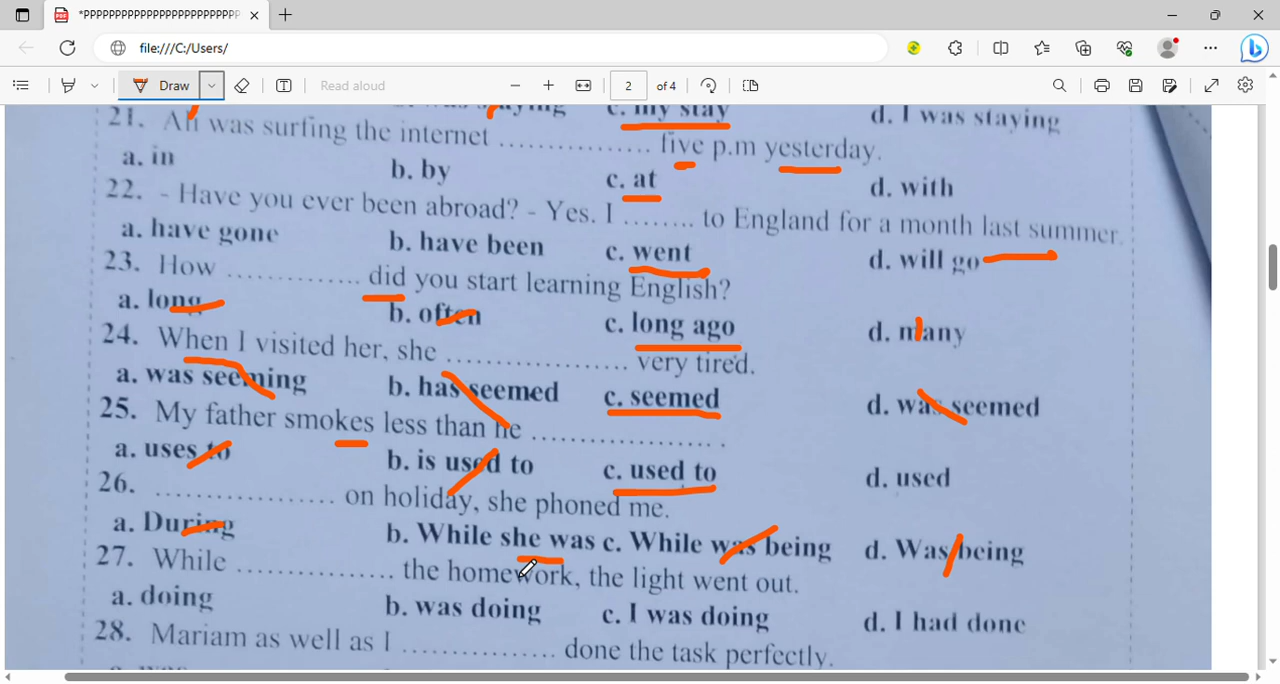 *PPPPPPPPPPPPPPPPPPPPPPPPPP
file:///C:/Users/
Draw
Read aloud
2 of 4
c. my stay d. I was staying
21. Ali was surfing the internet ................ five p.m yesterday.
a. in b. by c. at d. with
22. - Have you ever been abroad? - Yes. I ........ to England for a month last summer.
a. have gone b. have been c. went d. will go
23. How ............. did you start learning English?
a. long b. often c. long ago d. many
24. When I visited her, she .................. very tired.
a. was seeming b. has seemed c. seemed d. was seemed
25. My father smokes less than he ....................
a. uses to b. is used to c. used to d. used
26. .................. on holiday, she phoned me.
a. During b. While she was c. While was being d. Was being
27. While ................ the homework, the light went out.
a. doing b. was doing c. I was doing d. I had done
28. Mariam as well as I ............... done the task perfectly.